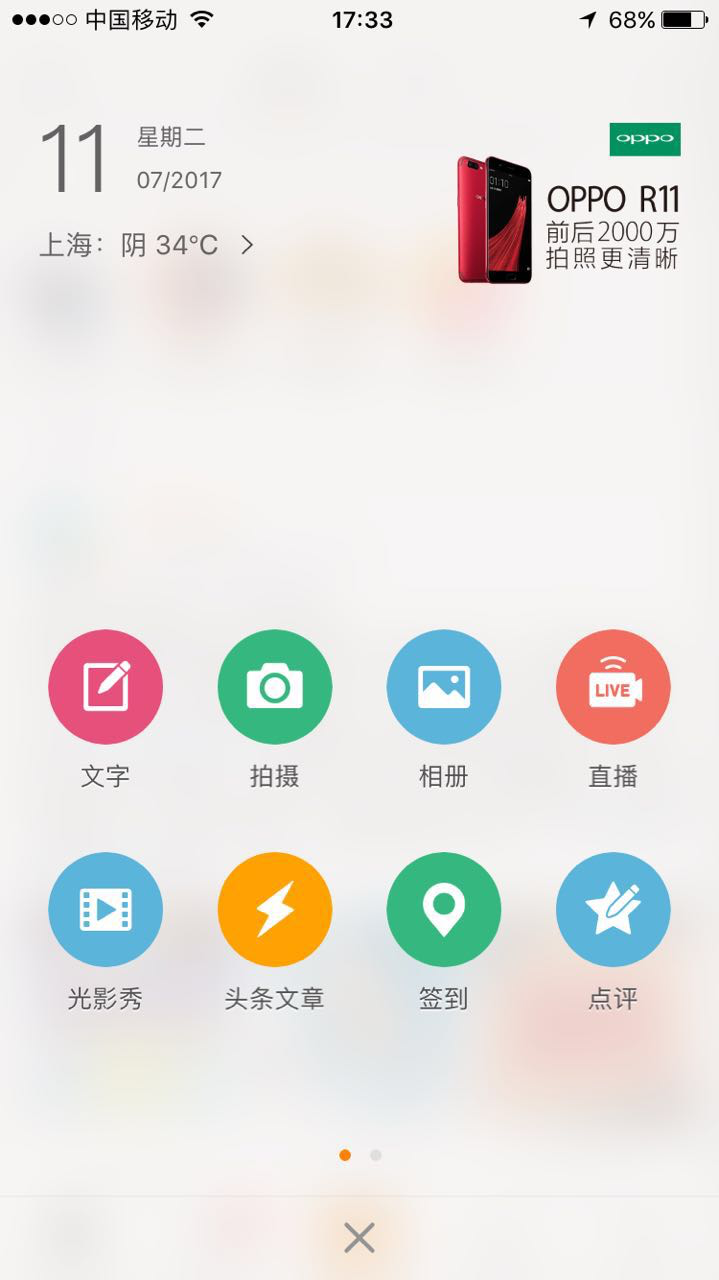 中国移动
17:33
68%
11
星期二
07/2017
上海：阴 34°C
oppo
01:10
OPPO R11
前后2000万
拍照更清晰
文字
拍摄
相册
LIVE
直播
光影秀
头条文章
签到
点评